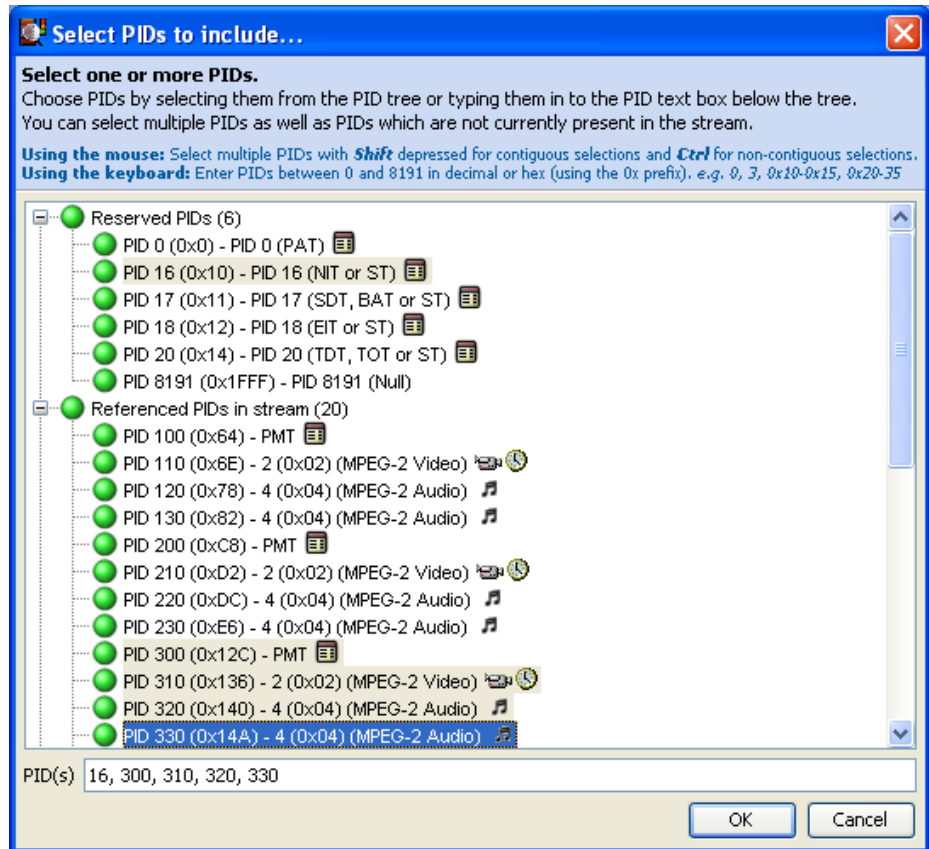 Select PIDs to include...
Select one or more PIDs.
Choose PIDs by selecting them from the PID tree or typing them in to the PID text box below the tree.
You can select multiple PIDs as well as PIDs which are not currently present in the stream.
Using the mouse: Select multiple PIDs with Shift depressed for contiguous selections and Ctrl for non-contiguous selections.
Using the keyboard: Enter PIDs between 0 and 8191 in decimal or hex (using the 0x prefix). e.g. 0, 3, 0x10-0x15, 0x20-35
Reserved PIDs (6)
PID 0 (0x0) - PID 0 (PAT)
PID 16 (0x10) - PID 16 (NIT or ST)
PID 17 (0x11) - PID 17 (SDT, BAT or ST)
PID 18 (0x12) - PID 18 (EIT or ST)
PID 20 (0x14) - PID 20 (TDT, TOT or ST)
PID 8191 (0x1FFF) - PID 8191 (Null)
Referenced PIDs in stream (20)
PID 100 (0x64) - PMT
PID 110 (0x6E) - 2 (0x02) (MPEG-2 Video)
PID 120 (0x78) - 4 (0x04) (MPEG-2 Audio)
PID 130 (0x82) - 4 (0x04) (MPEG-2 Audio)
PID 200 (0xC8) - PMT
PID 210 (0xD2) - 2 (0x02) (MPEG-2 Video)
PID 220 (0xDC) - 4 (0x04) (MPEG-2 Audio)
PID 230 (0xE6) - 4 (0x04) (MPEG-2 Audio)
PID 300 (0x12C) - PMT
PID 310 (0x136) - 2 (0x02) (MPEG-2 Video)
PID 320 (0x140) - 4 (0x04) (MPEG-2 Audio)
PID 330 (0x14A) - 4 (0x04) (MPEG-2 Audio)
PID(s) 16, 300, 310, 320, 330
OK Cancel